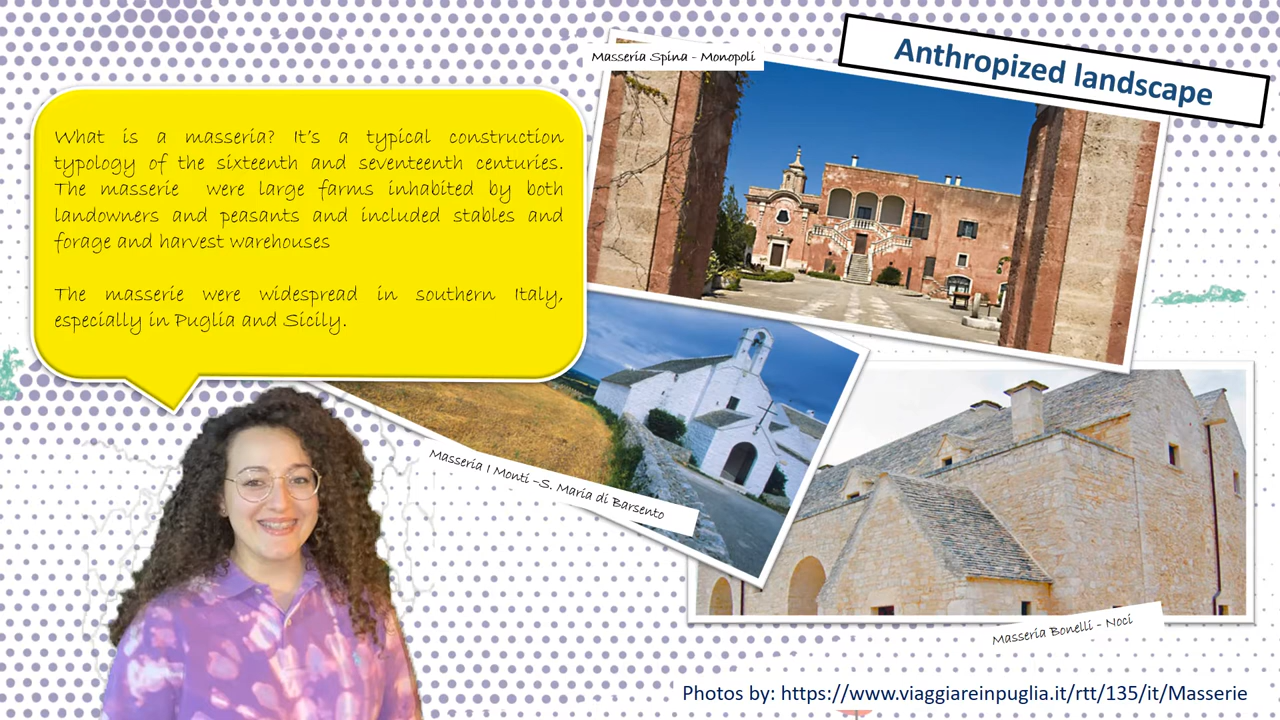 Anthropized landscape
Masseria Spina - Monopoli
What is a masseria? It's a typical construction
typology of the sixteenth and seventeenth centuries.
The masserie were large farms inhabited by both
landowners and peasants and included stables and
forage and harvest warehouses
The masserie were widespread in southern Italy,
especially in Puglia and Sicily.
Masseria I Monti –S. Maria di Barsento
Masseria Bonelli - Noci
Photos by: https://www.viaggiareinpuglia.it/rtt/135/it/Masserie